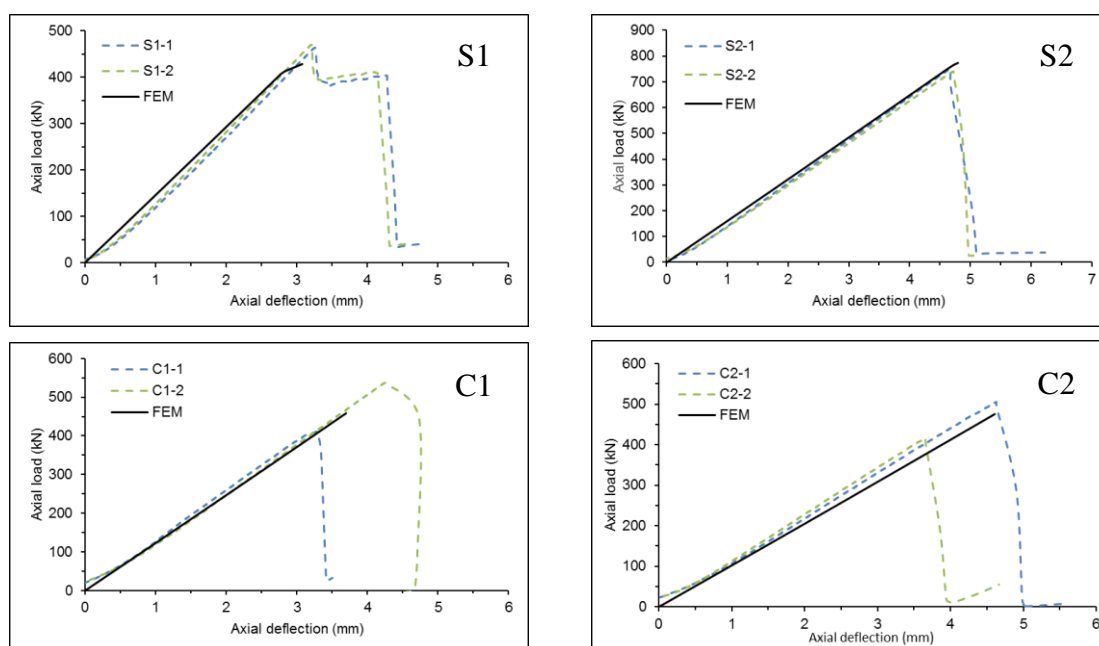 S1
S1-1
S1-2
FEM
Axial load (kN)
500
400
300
200
100
0
0 1 2 3 4 5 6
Axial deflection (mm)
S2
S2-1
S2-2
FEM
Axial load (kN)
900
800
700
600
500
400
300
200
100
0
0 1 2 3 4 5 6 7
Axial deflection (mm)
C1
C1-1
C1-2
FEM
Axial load (kN)
600
500
400
300
200
100
0
0 1 2 3 4 5 6
Axial deflection (mm)
C2
C2-1
C2-2
FEM
Axial load (kN)
600
500
400
300
200
100
0
0 1 2 3 4 5 6
Axial deflection (mm)